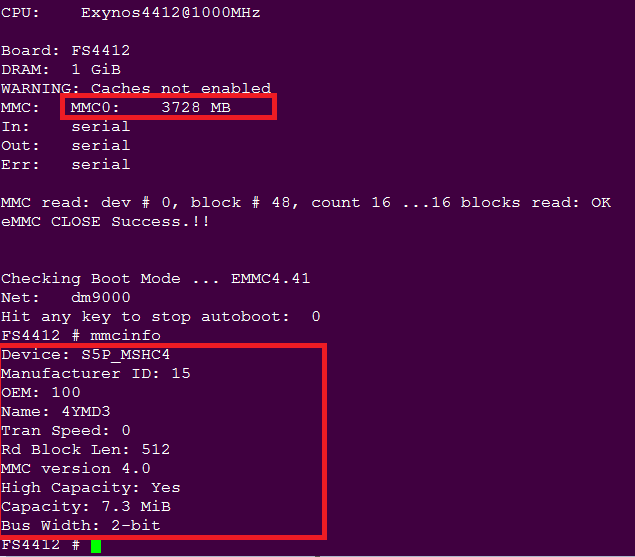 CPU: Exynos4412@1000MHz
Board: FS4412
DRAM: 1 GiB
WARNING: Caches not enabled
MMC: MMC0: 3728 MB
In: serial
Out: serial
Err: serial
MMC read: dev # 0, block # 48, count 16 ...16 blocks read: OK
eMMC CLOSE Success.!!
Checking Boot Mode ... EMMC4.41
Net: dm9000
Hit any key to stop autoboot: 0
FS4412 # mmcinfo
Device: S5P_MSHC4
Manufacturer ID: 15
OEM: 100
Name: 4YMD3
Tran Speed: 0
Rd Block Len: 512
MMC version 4.0
High Capacity: Yes
Capacity: 7.3 MiB
Bus Width: 2-bit
FS4412 #